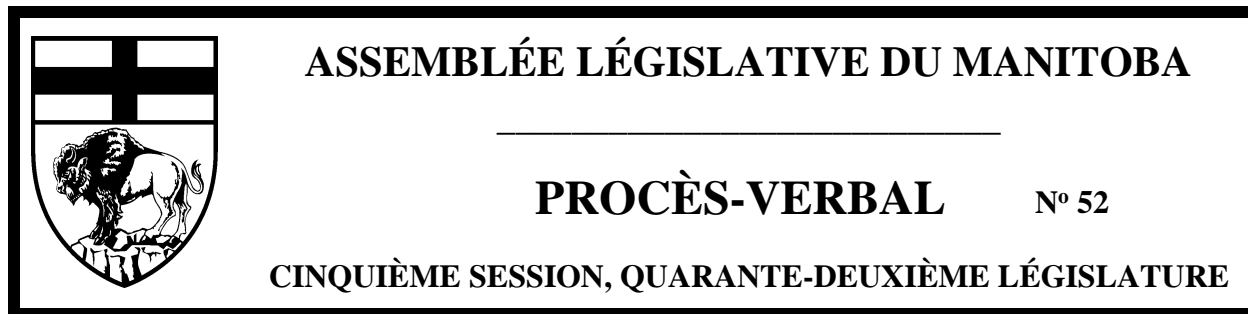 ASSEMBLÉE LÉGISLATIVE DU MANITOBA
PROCÈS-VERBAL Nº 52
CINQUIÈME SESSION, QUARANTE-DEUXIÈME LÉGISLATURE